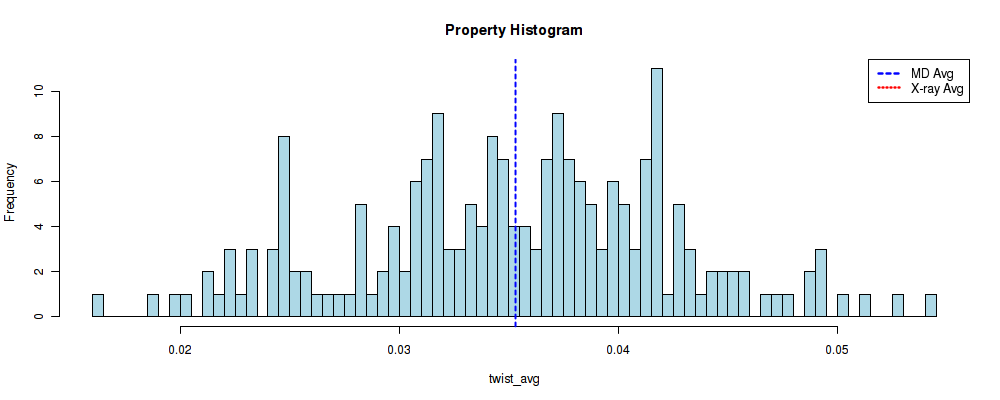 Property Histogram
MD Avg
X-ray Avg
Frequency
10
8
6
4
2
0
0.02 0.03 0.04 0.05
twist_avg